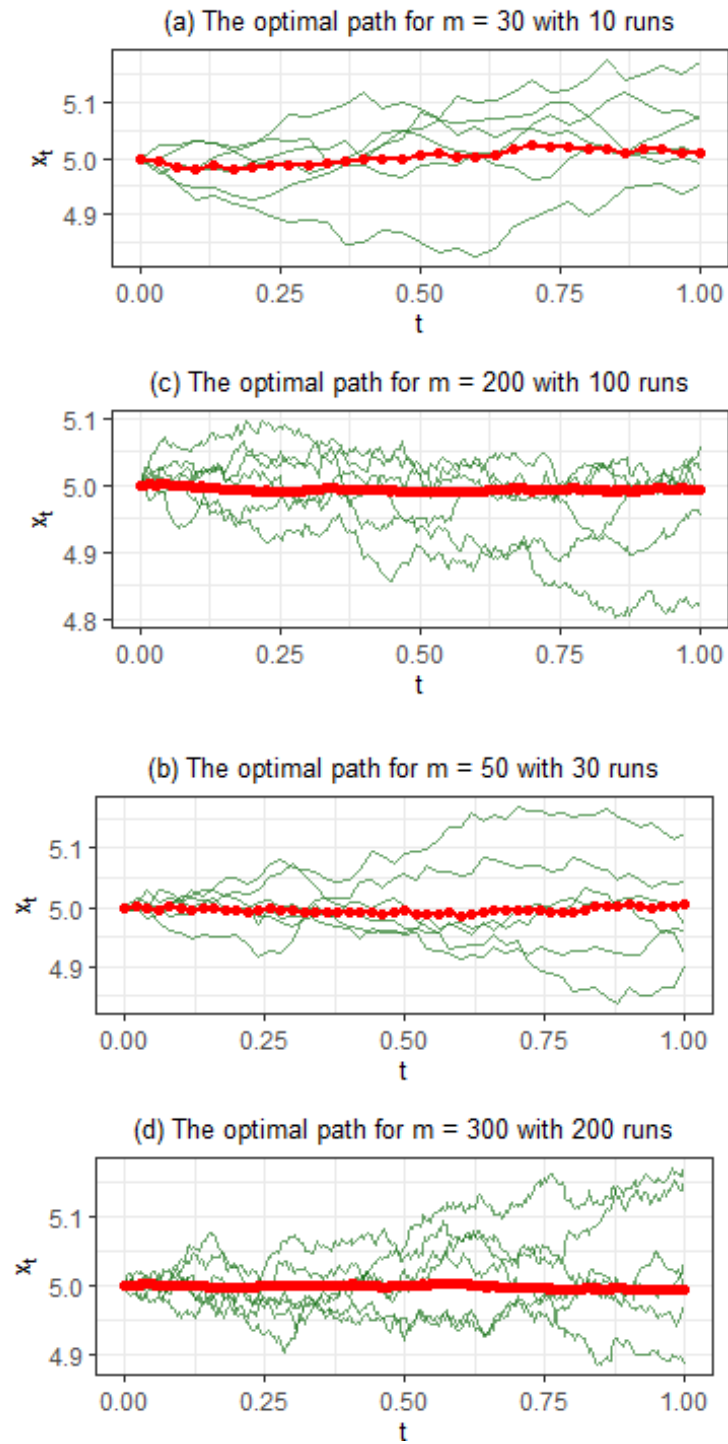 (a) The optimal path for m = 30 with 10 runs
5.1
5.0
4.9
xₜ
0.00 0.25 0.50 0.75 1.00
t
(c) The optimal path for m = 200 with 100 runs
5.1
5.0
4.9
4.8
xₜ
0.00 0.25 0.50 0.75 1.00
t
(b) The optimal path for m = 50 with 30 runs
5.1
5.0
4.9
xₜ
0.00 0.25 0.50 0.75 1.00
t
(d) The optimal path for m = 300 with 200 runs
5.1
5.0
4.9
xₜ
0.00 0.25 0.50 0.75 1.00
t